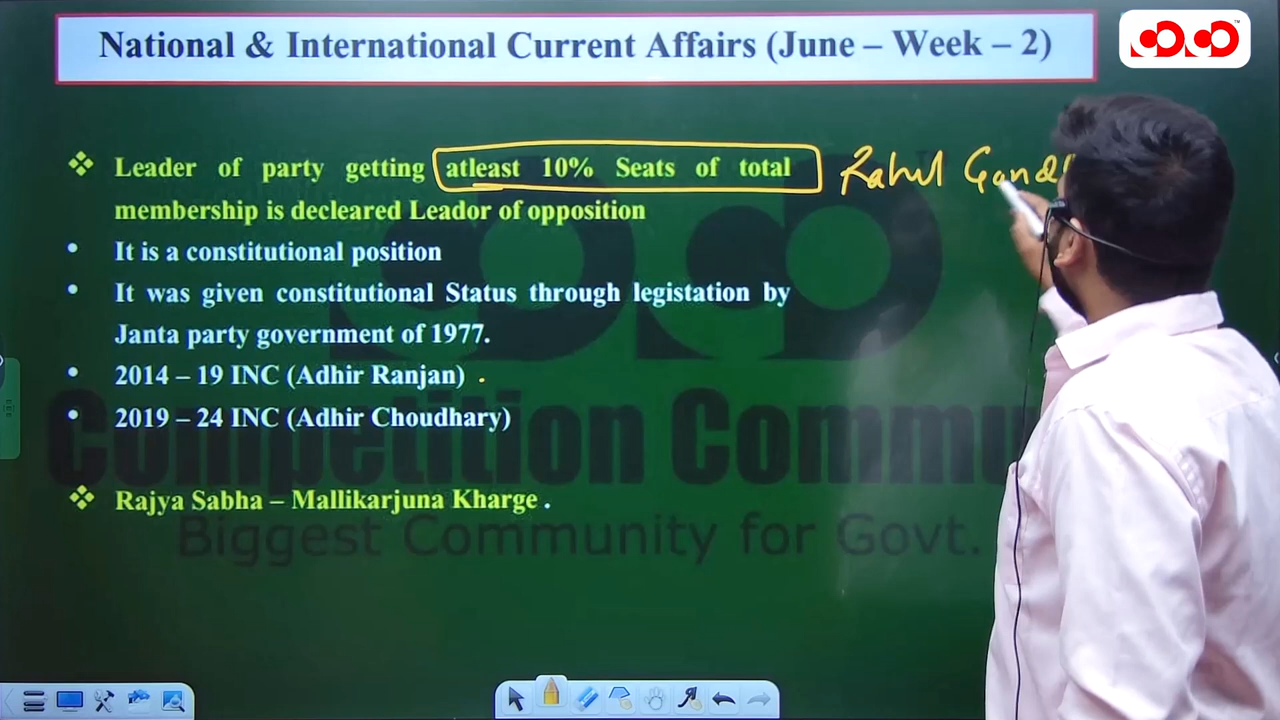 National & International Current Affairs (June – Week – 2)
❖ Leader of party getting atleast 10% Seats of total Rahul Gandh
membership is decleared Leador of opposition
• It is a constitutional position
• It was given constitutional Status through legistation by
Janta party government of 1977.
• 2014 – 19 INC (Adhir Ranjan)
• 2019 – 24 INC (Adhir Choudhary)
❖ Rajya Sabha – Mallikarjuna Kharge .
Competition Commu
Biggest Community for Govt.